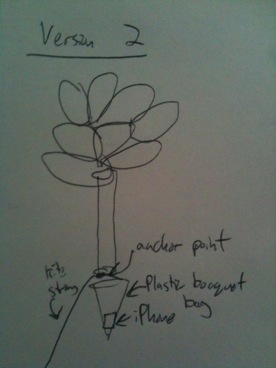 Version 2
anchor point
kite
string
Plastic bouquet
bag
iPhone